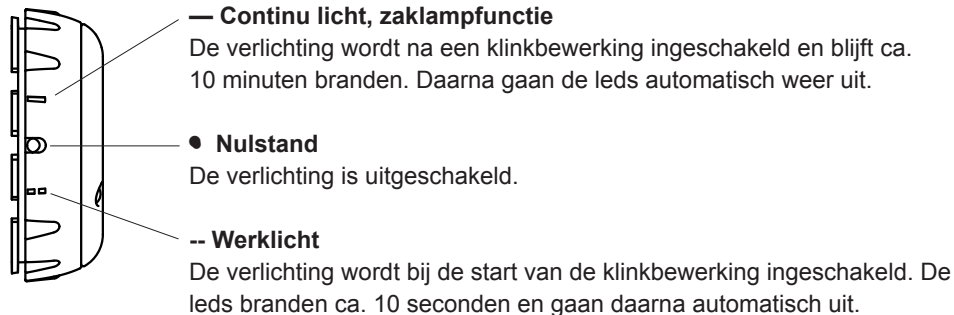 — Continu licht, zaklampfunctie
De verlichting wordt na een klinkbewerking ingeschakeld en blijft ca.
10 minuten branden. Daarna gaan de leds automatisch weer uit.
● Nulstand
De verlichting is uitgeschakeld.
-- Werklicht
De verlichting wordt bij de start van de klinkbewerking ingeschakeld. De
leds branden ca. 10 seconden en gaan daarna automatisch uit.